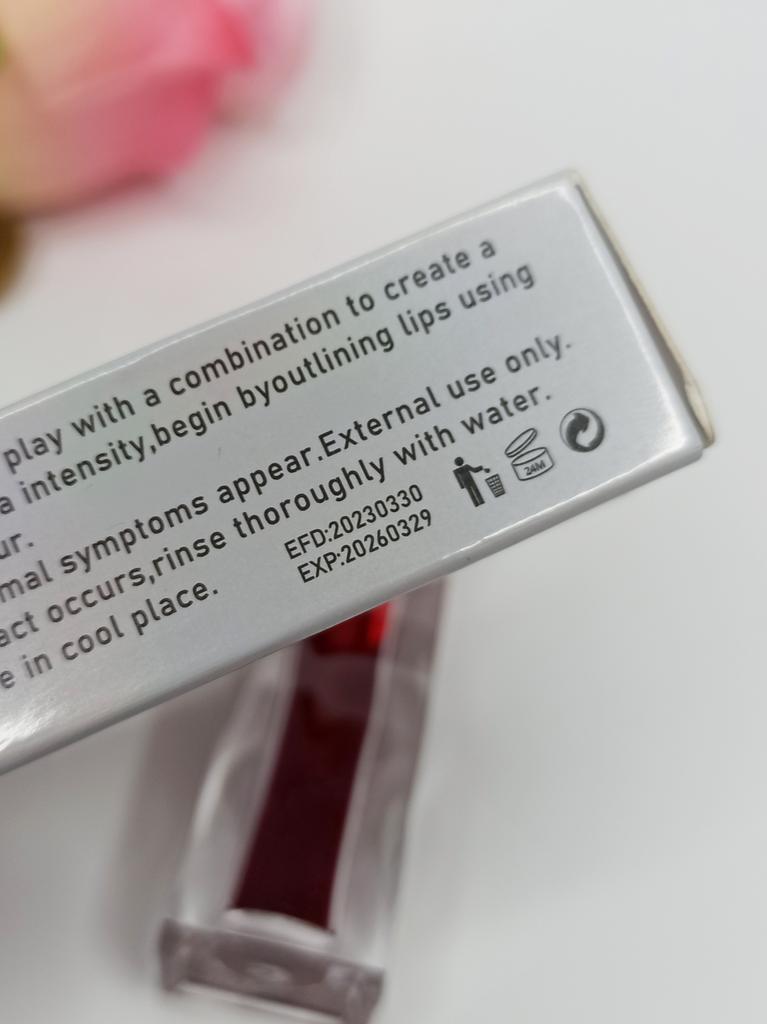 play with a combination to create a
a intensity,begin byoutlining lips using
ur.
mal symptoms appear.External use only.
act occurs,rinse thoroughly with water.
e in cool place.
EFD:20230330
EXP:20260329
24M